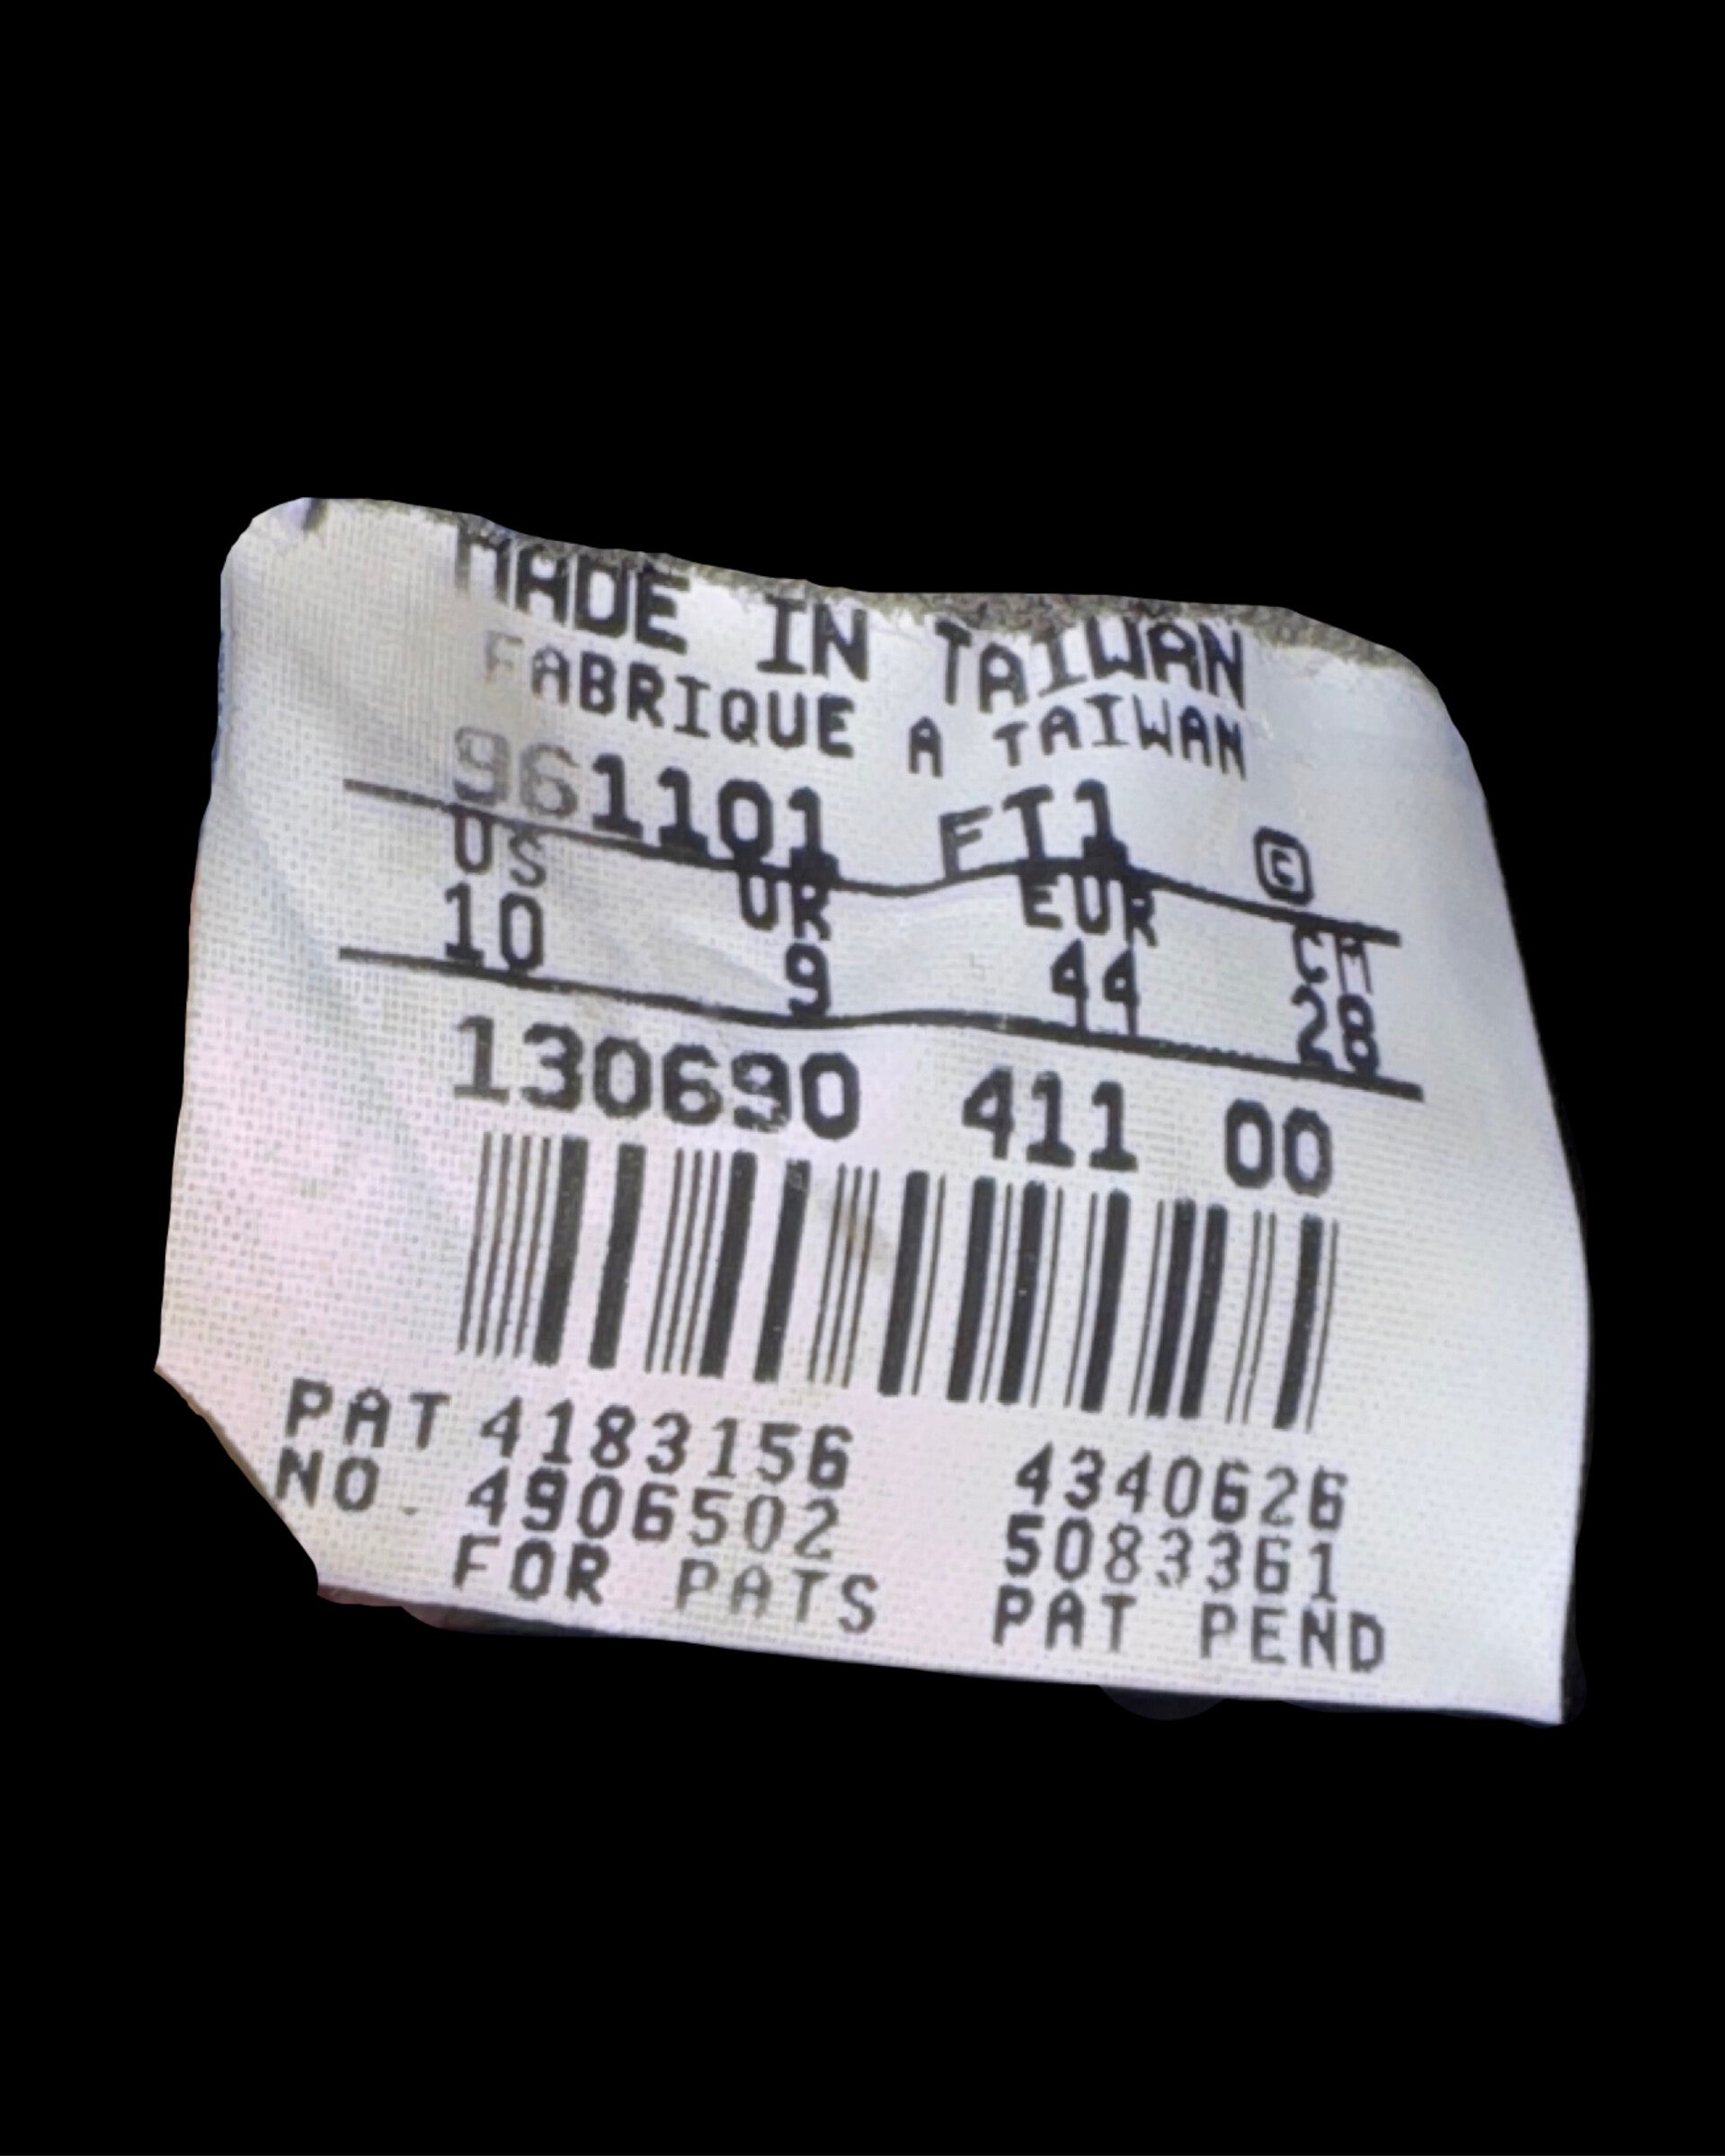 MADE IN TAIWAN
FABRIQUE A TAIWAN
961101 FT1 C
US UK EUR CM
10 9 44 28
130690 411 00
PAT 4183156 4340626
NO. 4906502 5083361
FOR PATS PAT PEND